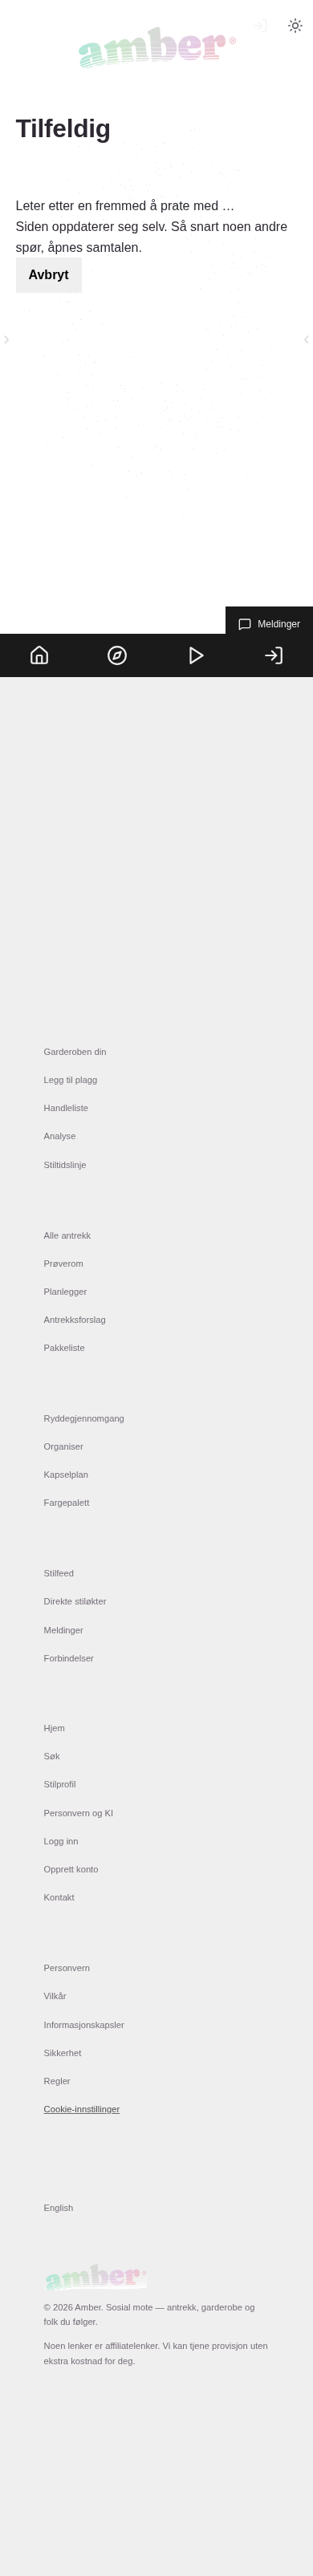 amber®
Tilfeldig
Leter etter en fremmed å prate med …
Siden oppdaterer seg selv. Så snart noen andre
spør, åpnes samtalen.
Avbryt
Meldinger
Garderoben din
Legg til plagg
Handleliste
Analyse
Stiltidslinje
Alle antrekk
Prøverom
Planlegger
Antrekksforslag
Pakkeliste
Ryddegjennomgang
Organiser
Kapselplan
Fargepalett
Stilfeed
Direkte stiløkter
Meldinger
Forbindelser
Hjem
Søk
Stilprofil
Personvern og KI
Logg inn
Opprett konto
Kontakt
Personvern
Vilkår
Informasjonskapsler
Sikkerhet
Regler
Cookie-innstillinger
English
amber®
© 2026 Amber. Sosial mote — antrekk, garderobe og
folk du følger.
Noen lenker er affiliatelenker. Vi kan tjene provisjon uten
ekstra kostnad for deg.